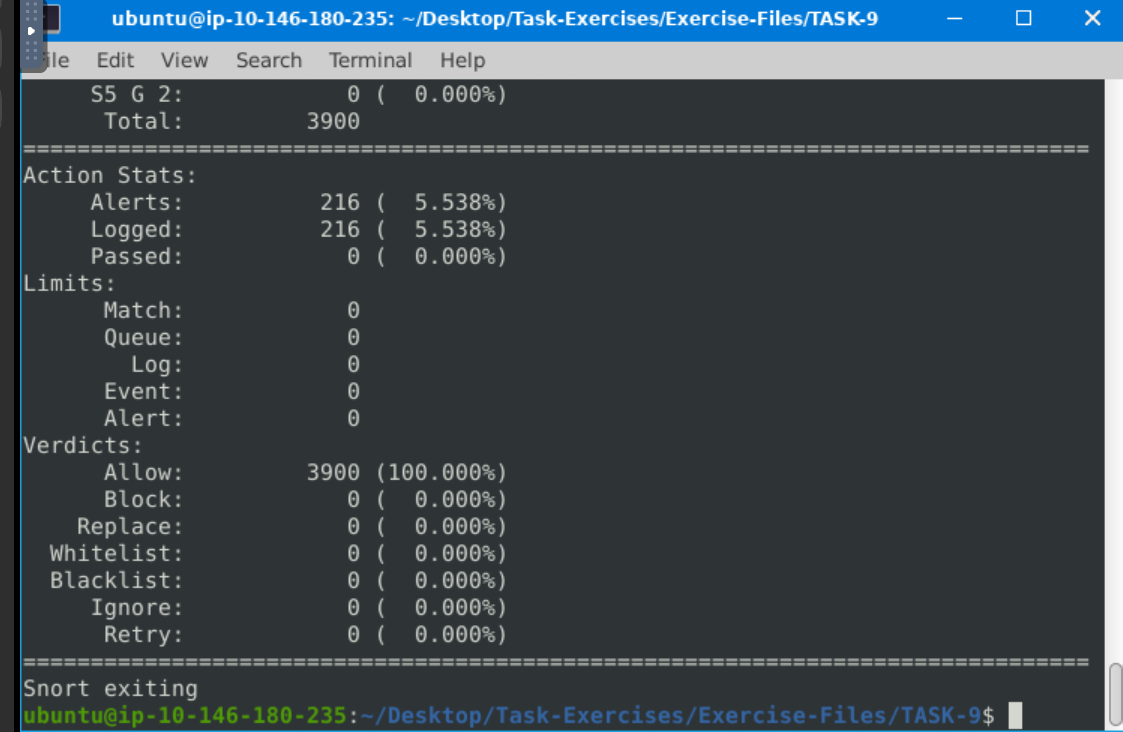 ubuntu@ip-10-146-180-235: ~/Desktop/Task-Exercises/Exercise-Files/TASK-9
ile Edit View Search Terminal Help
S5 G 2: 0 ( 0.000%)
Total: 3900
===============================================================================
Action Stats:
Alerts: 216 ( 5.538%)
Logged: 216 ( 5.538%)
Passed: 0 ( 0.000%)
Limits:
Match: 0
Queue: 0
Log: 0
Event: 0
Alert: 0
Verdicts:
Allow: 3900 (100.000%)
Block: 0 ( 0.000%)
Replace: 0 ( 0.000%)
Whitelist: 0 ( 0.000%)
Blacklist: 0 ( 0.000%)
Ignore: 0 ( 0.000%)
Retry: 0 ( 0.000%)
===============================================================================
Snort exiting
ubuntu@ip-10-146-180-235:~/Desktop/Task-Exercises/Exercise-Files/TASK-9$